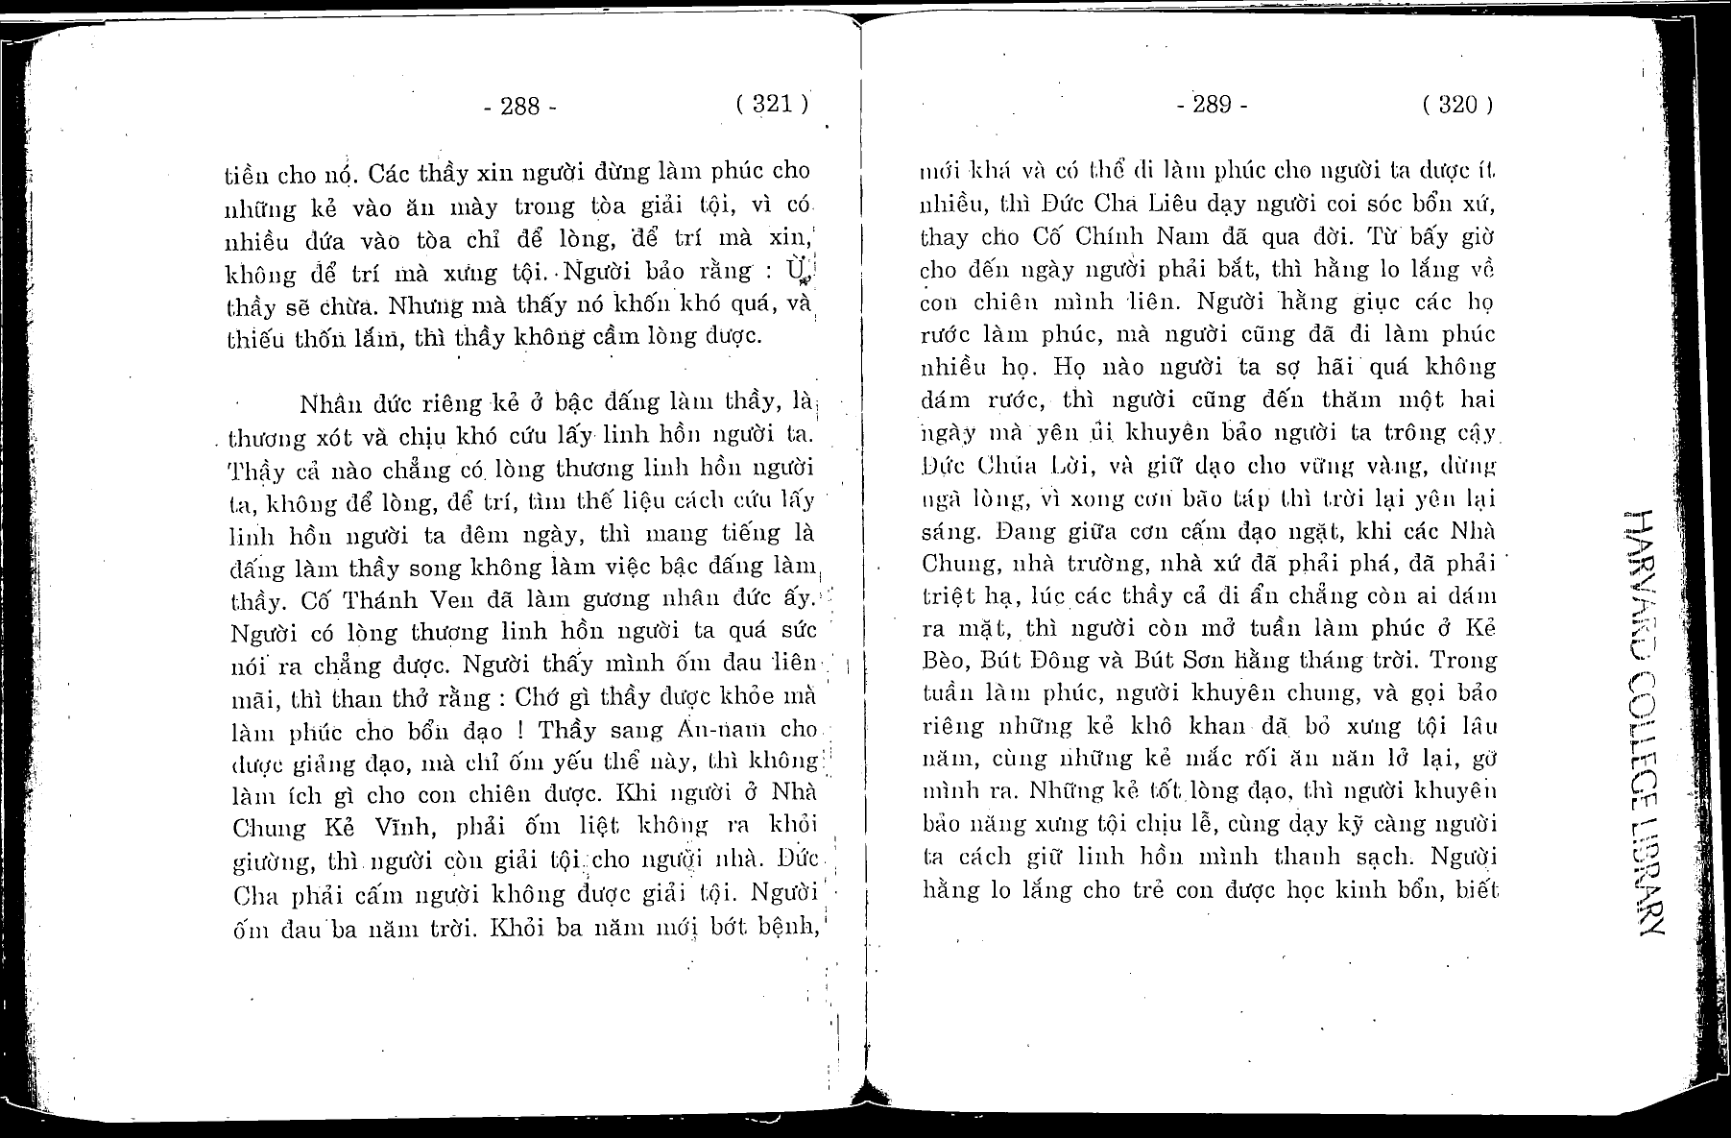 - 288 - ( 321 )
tiền cho nó. Các thầy xin người đừng làm phúc cho
những kẻ vào ăn mày trong tòa giải tội, vì có
nhiều đứa vào tòa chỉ để lòng, để trí mà xin,
không để trí mà xưng tội. Người bảo rằng : Ừ,
thầy sẽ chừa. Nhưng mà thấy nó khốn khó quá, và
thiếu thốn lắm, thì thầy không cầm lòng được.
Nhân đức riêng kẻ ở bậc đấng làm thầy, là
thương xót và chịu khó cứu lấy linh hồn người ta.
Thầy cả nào chẳng có lòng thương linh hồn người
ta, không để lòng, để trí, tìm thế liệu cách cứu lấy
linh hồn người ta đêm ngày, thì mang tiếng là
đấng làm thầy song không làm việc bậc đấng làm
thầy. Cố Thánh Ven đã làm gương nhân đức ấy.
Người có lòng thương linh hồn người ta quá sức
nói ra chẳng được. Người thấy mình ốm đau liên
mãi, thì than thở rằng : Chớ gì thầy được khỏe mà
làm phúc cho bổn đạo ! Thầy sang An-nam cho
được giảng đạo, mà chỉ ốm yếu thể này, thì không
làm ích gì cho con chiên được. Khi người ở Nhà
Chung Kẻ Vĩnh, phải ốm liệt không ra khỏi
giường, thì người còn giải tội cho người nhà. Đức
Cha phải cấm người không được giải tội. Người
ốm đau ba năm trời. Khỏi ba năm mới bớt bệnh,
- 289 - ( 320 )
mới khá và có thể đi làm phúc cho người ta được ít
nhiều, thì Đức Cha Liêu dạy người coi sóc bổn xứ,
thay cho Cố Chính Nam đã qua đời. Từ bấy giờ
cho đến ngày người phải bắt, thì hằng lo lắng về
con chiên mình liên. Người hằng giục các họ
rước làm phúc, mà người cũng đã đi làm phúc
nhiều họ. Họ nào người ta sợ hãi quá không
dám rước, thì người cũng đến thăm một hai
ngày mà yên ủi khuyên bảo người ta trông cậy
Đức Chúa Lời, và giữ đạo cho vững vàng, đừng
ngã lòng, vì xong cơn bão táp thì trời lại yên lại
sáng. Đang giữa cơn cấm đạo ngặt, khi các Nhà
Chung, nhà trường, nhà xứ đã phải phá, đã phải
triệt hạ, lúc các thầy cả đi ẩn chẳng còn ai dám
ra mặt, thì người còn mở tuần làm phúc ở Kẻ
Bèo, Bút Đông và Bút Sơn hằng tháng trời. Trong
tuần làm phúc, người khuyên chung, và gọi bảo
riêng những kẻ khô khan đã bỏ xưng tội lâu
năm, cùng những kẻ mắc rối ăn năn lở lại, gỡ
mình ra. Những kẻ tốt lòng đạo, thì người khuyên
bảo năng xưng tội chịu lễ, cùng dạy kỹ càng người
ta cách giữ linh hồn mình thanh sạch. Người
hằng lo lắng cho trẻ con được học kinh bổn, biết
HARVARD COLLEGE LIBRARY